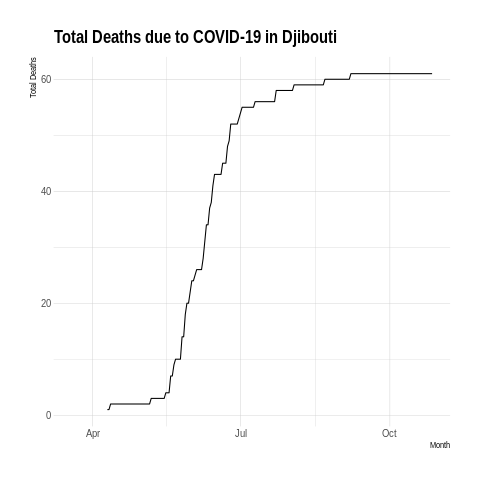 Total Deaths due to COVID-19 in Djibouti
Total Deaths
60
40
20
0
Apr
Jul
Oct
Month